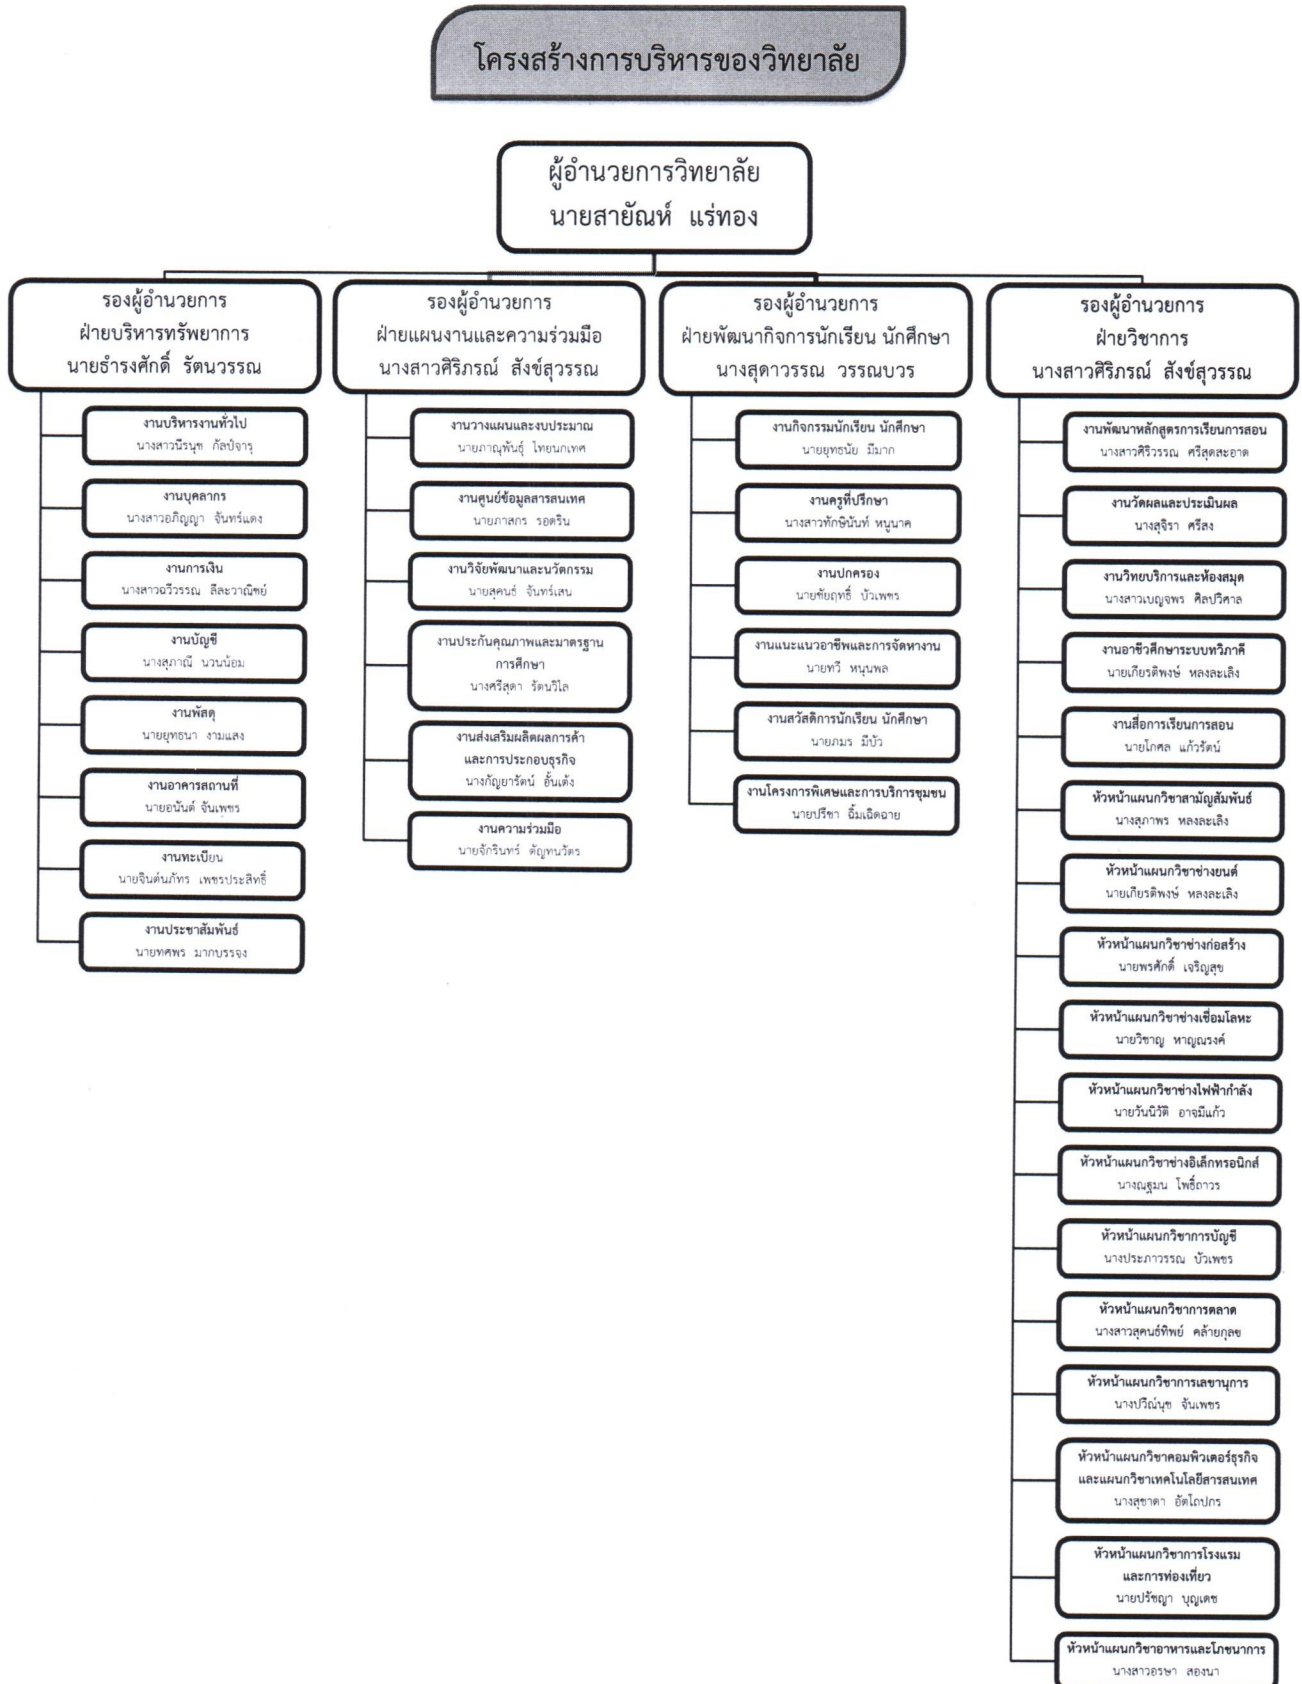 โครงสร้างการบริหารของวิทยาลัย
ผู้อำนวยการวิทยาลัย
นายสายัณห์ แร่ทอง
รองผู้อำนวยการ
ฝ่ายบริหารทรัพยาการ
นายธำรงศักดิ์ รัตนวรรณ
งานบริหารงานทั่วไป
นางสาวนีรนุช กัลป์จารุ
งานบุคลากร
นางสาวอภิญญา จันทร์แดง
งานการเงิน
นางสาวฉวีวรรณ ลีละวาณิชย์
งานบัญชี
นางสุภาณี นวนน้อม
งานพัสดุ
นายยุทธนา งามแสง
งานอาคารสถานที่
นายอนันต์ จันเพชร
งานทะเบียน
นายจินต์นภัทร เพชรประสิทธิ์
งานประชาสัมพันธ์
นายทศพร มากบรรจง
รองผู้อำนวยการ
ฝ่ายแผนงานและความร่วมมือ
นางสาวศิริภรณ์ สังข์สุวรรณ
งานวางแผนและงบประมาณ
นายภาณุพันธุ์ ไทยนกเทศ
งานศูนย์ข้อมูลสารสนเทศ
นายภาสกร รอดริน
งานวิจัยพัฒนาและนวัตกรรม
นายสุคนธ์ จันทร์เสน
งานประกันคุณภาพและมาตรฐาน
การศึกษา
นางศรีสุดา รัตนวิไล
งานส่งเสริมผลิตผลการค้า
และการประกอบธุรกิจ
นางกัญยารัตน์ อั้นเต้ง
งานความร่วมมือ
นายจักรินทร์ ตัญทนวัตร
รองผู้อำนวยการ
ฝ่ายพัฒนากิจการนักเรียน นักศึกษา
นางสุดาวรรณ วรรณบวร
งานกิจกรรมนักเรียน นักศึกษา
นายยุทธนัย มีมาก
งานครูที่ปรึกษา
นางสาวทักษินันท์ หนูนาค
งานปกครอง
นายชัยฤทธิ์ บัวเพชร
งานแนะแนวอาชีพและการจัดหางาน
นายทวี หนุนพล
งานสวัสดิการนักเรียน นักศึกษา
นายภมร มีบัว
งานโครงการพิเศษและการบริการชุมชน
นายปรีชา ฉิ้มเฉิดฉาย
รองผู้อำนวยการ
ฝ่ายวิชาการ
นางสาวศิริภรณ์ สังข์สุวรรณ
งานพัฒนาหลักสูตรการเรียนการสอน
นางสาวศิริวรรณ ศรีสุดสะอาด
งานวัดผลและประเมินผล
นางสุจิรา ศรีสง
งานวิทยบริการและห้องสมุด
นางสาวเบญจพร ศิลปวิศาล
งานอาชีวศึกษาระบบทวิภาคี
นายเกียรติพงษ์ หลงละเลิง
งานสื่อการเรียนการสอน
นายโกศล แก้วรัตน์
หัวหน้าแผนกวิชาสามัญสัมพันธ์
นางสุภาพร หลงละเลิง
หัวหน้าแผนกวิชาช่างยนต์
นายเกียรติพงษ์ หลงละเลิง
หัวหน้าแผนกวิชาช่างก่อสร้าง
นายพรศักดิ์ เจริญสุข
หัวหน้าแผนกวิชาช่างเชื่อมโลหะ
นายวิชาญ หาญณรงค์
หัวหน้าแผนกวิชาช่างไฟฟ้ากำลัง
นายวันนิวัติ อาจมีแก้ว
หัวหน้าแผนกวิชาช่างอิเล็กทรอนิกส์
นางณฐมน โพธิ์ถาวร
หัวหน้าแผนกวิชาการบัญชี
นางประภาวรรณ บัวเพชร
หัวหน้าแผนกวิชาการตลาด
นางสาวสุคนธ์ทิพย์ คล้ายกุลช
หัวหน้าแผนกวิชาการเลขานุการ
นางปวีณ์นุช จันเพชร
หัวหน้าแผนกวิชาคอมพิวเตอร์ธุรกิจ
และแผนกวิชาเทคโนโลยีสารสนเทศ
นางสุชาดา อัตโถปกร
หัวหน้าแผนกวิชาการโรงแรม
และการท่องเที่ยว
นายปรัชญา บุญเดช
หัวหน้าแผนกวิชาอาหารและโภชนาการ
นางสาวอรษา สองนา